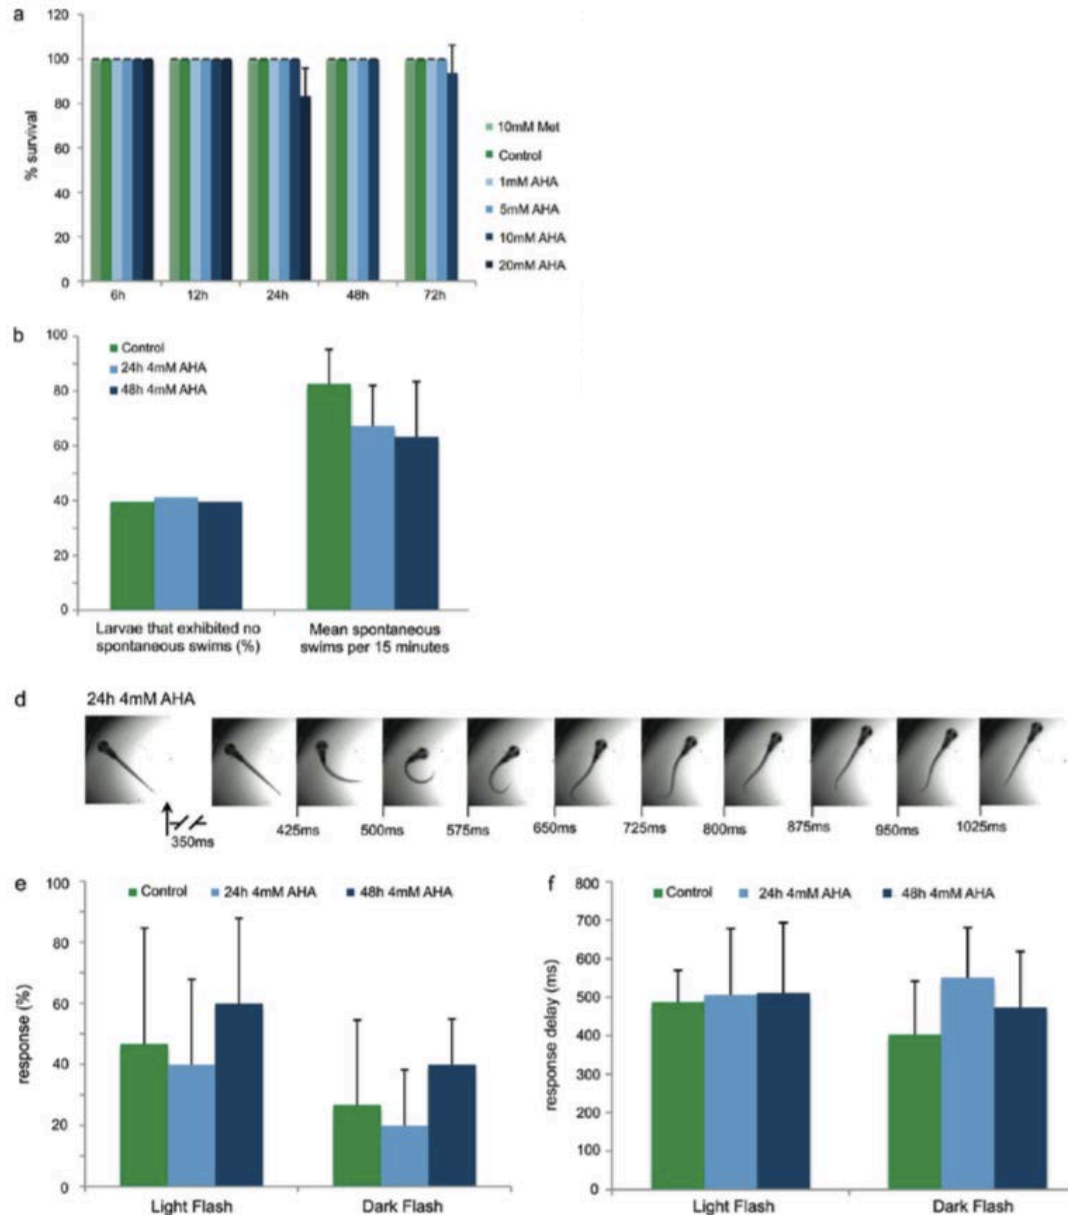 a
% survival
120
100
80
60
40
20
0
6h
12h
24h
48h
72h
10mM Met
Control
1mM AHA
5mM AHA
10mM AHA
20mM AHA
b
100
80
60
40
20
0
Control
24h 4mM AHA
48h 4mM AHA
Larvae that exhibited no
spontaneous swims (%)
Mean spontaneous
swims per 15 minutes
d
24h 4mM AHA
350ms
425ms
500ms
575ms
650ms
725ms
800ms
875ms
950ms
1025ms
e
response (%)
100
80
60
40
20
0
Control
24h 4mM AHA
48h 4mM AHA
Light Flash
Dark Flash
f
response delay (ms)
800
700
600
500
400
300
200
100
0
Control
24h 4mM AHA
48h 4mM AHA
Light Flash
Dark Flash